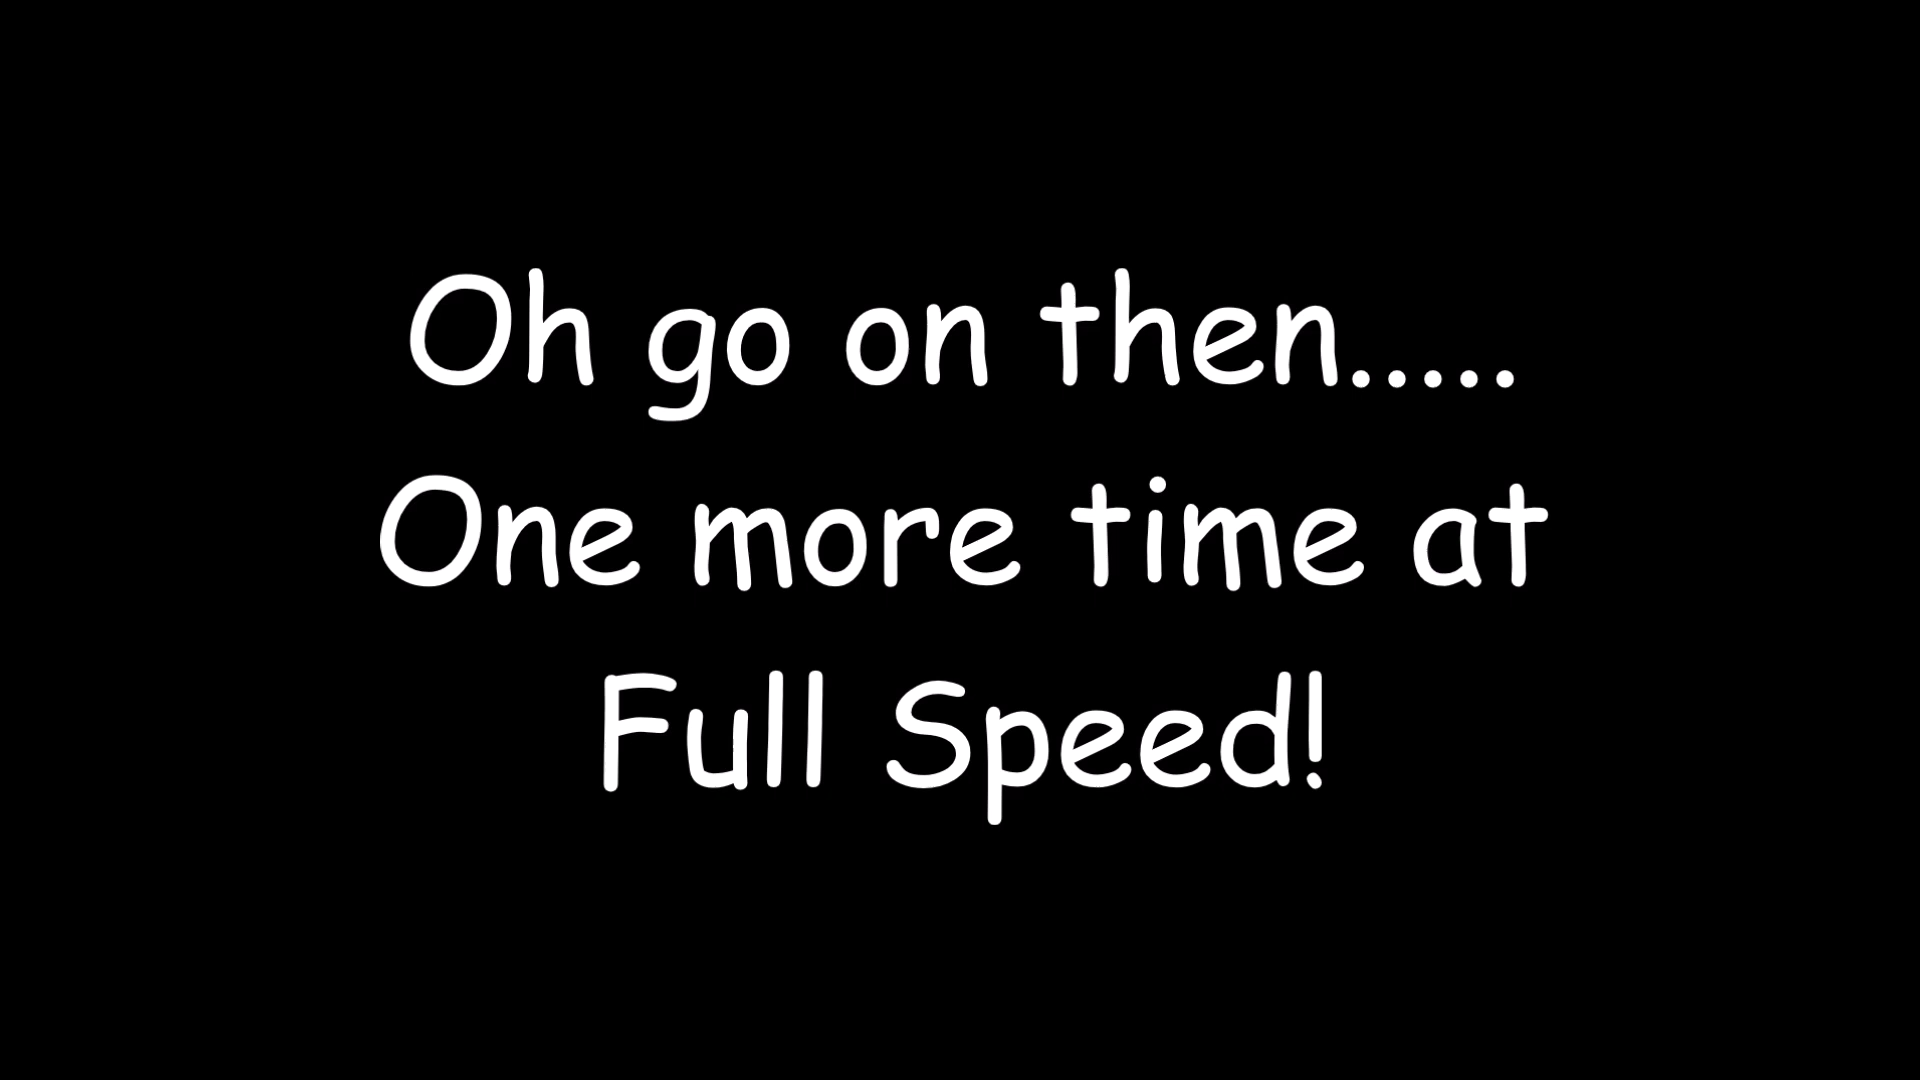 Oh go on then.....
One more time at
Full Speed!